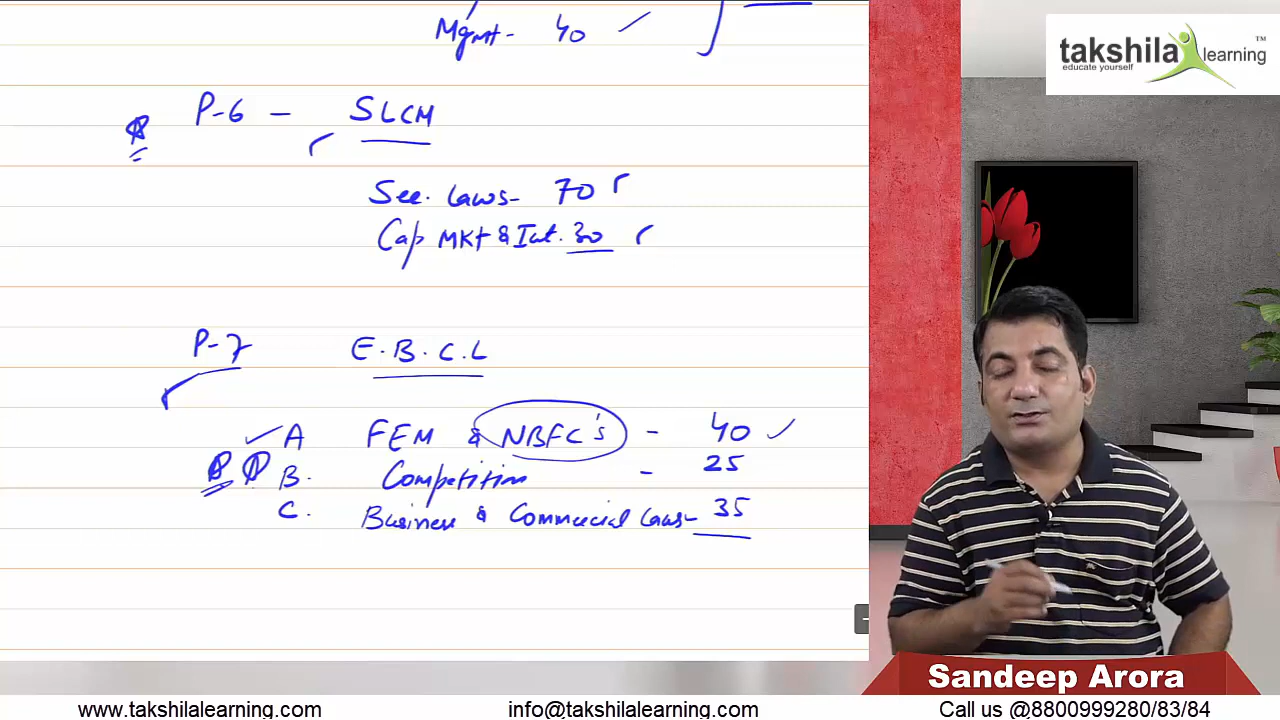 Mgmt- 40
takshila learning™
educate yourself
P-6 - SLCM
Sec. Laws- 70
Cap MKt & Int. 30
P-7 E.B.C.L
A FEM & NBFC's - 40
B. Competition - 25
C. Business & Commercial Laws- 35
Sandeep Arora
www.takshilalearning.com info@takshilalearning.com Call us @8800999280/83/84